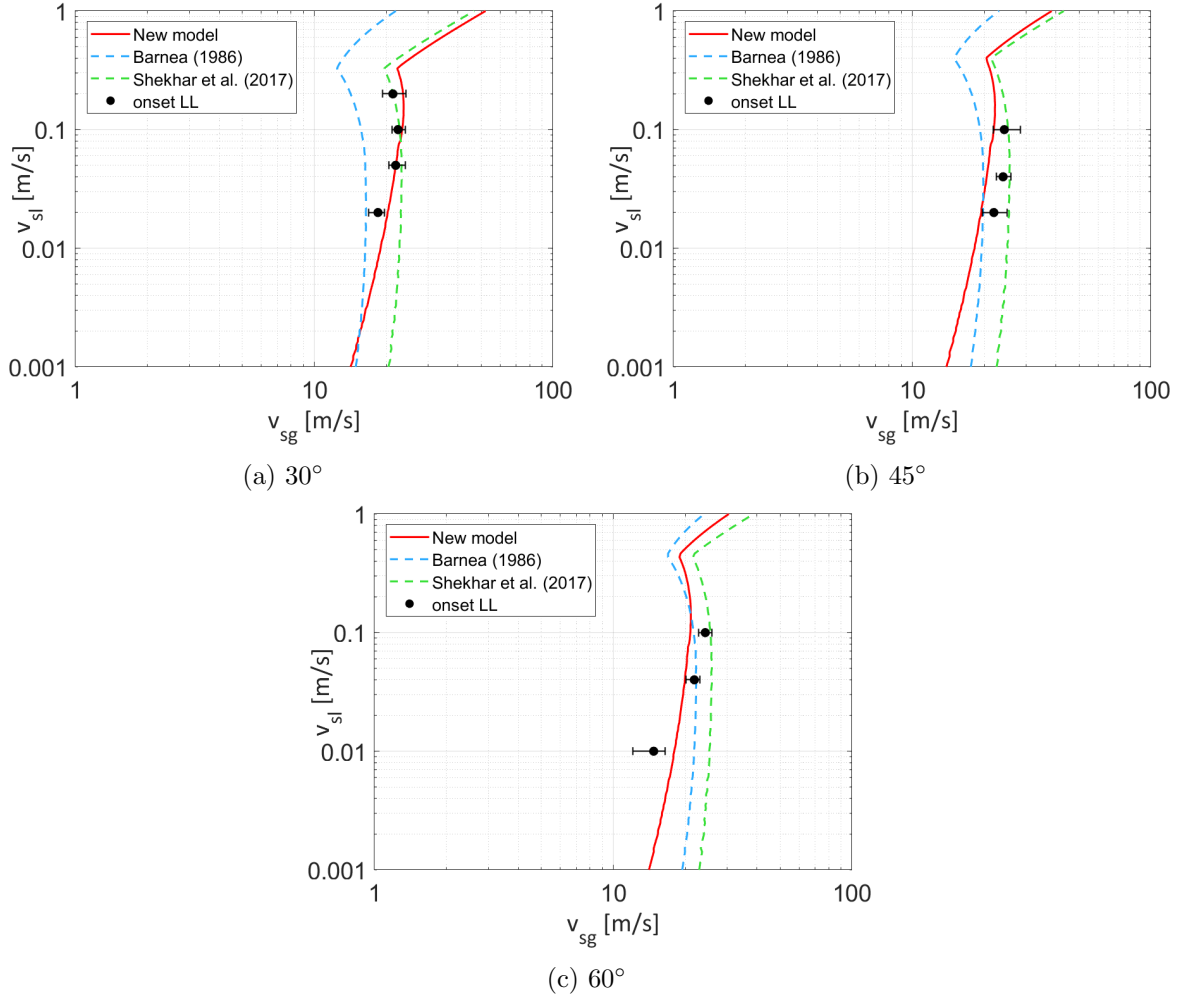 1
0.1
0.01
0.001
v_sl [m/s]
New model
Barnea (1986)
Shekhar et al. (2017)
onset LL
1
10
100
v_sg [m/s]
(a) 30°
1
0.1
0.01
0.001
v_sl [m/s]
New model
Barnea (1986)
Shekhar et al. (2017)
onset LL
1
10
100
v_sg [m/s]
(b) 45°
1
0.1
0.01
0.001
v_sl [m/s]
New model
Barnea (1986)
Shekhar et al. (2017)
onset LL
1
10
100
v_sg [m/s]
(c) 60°